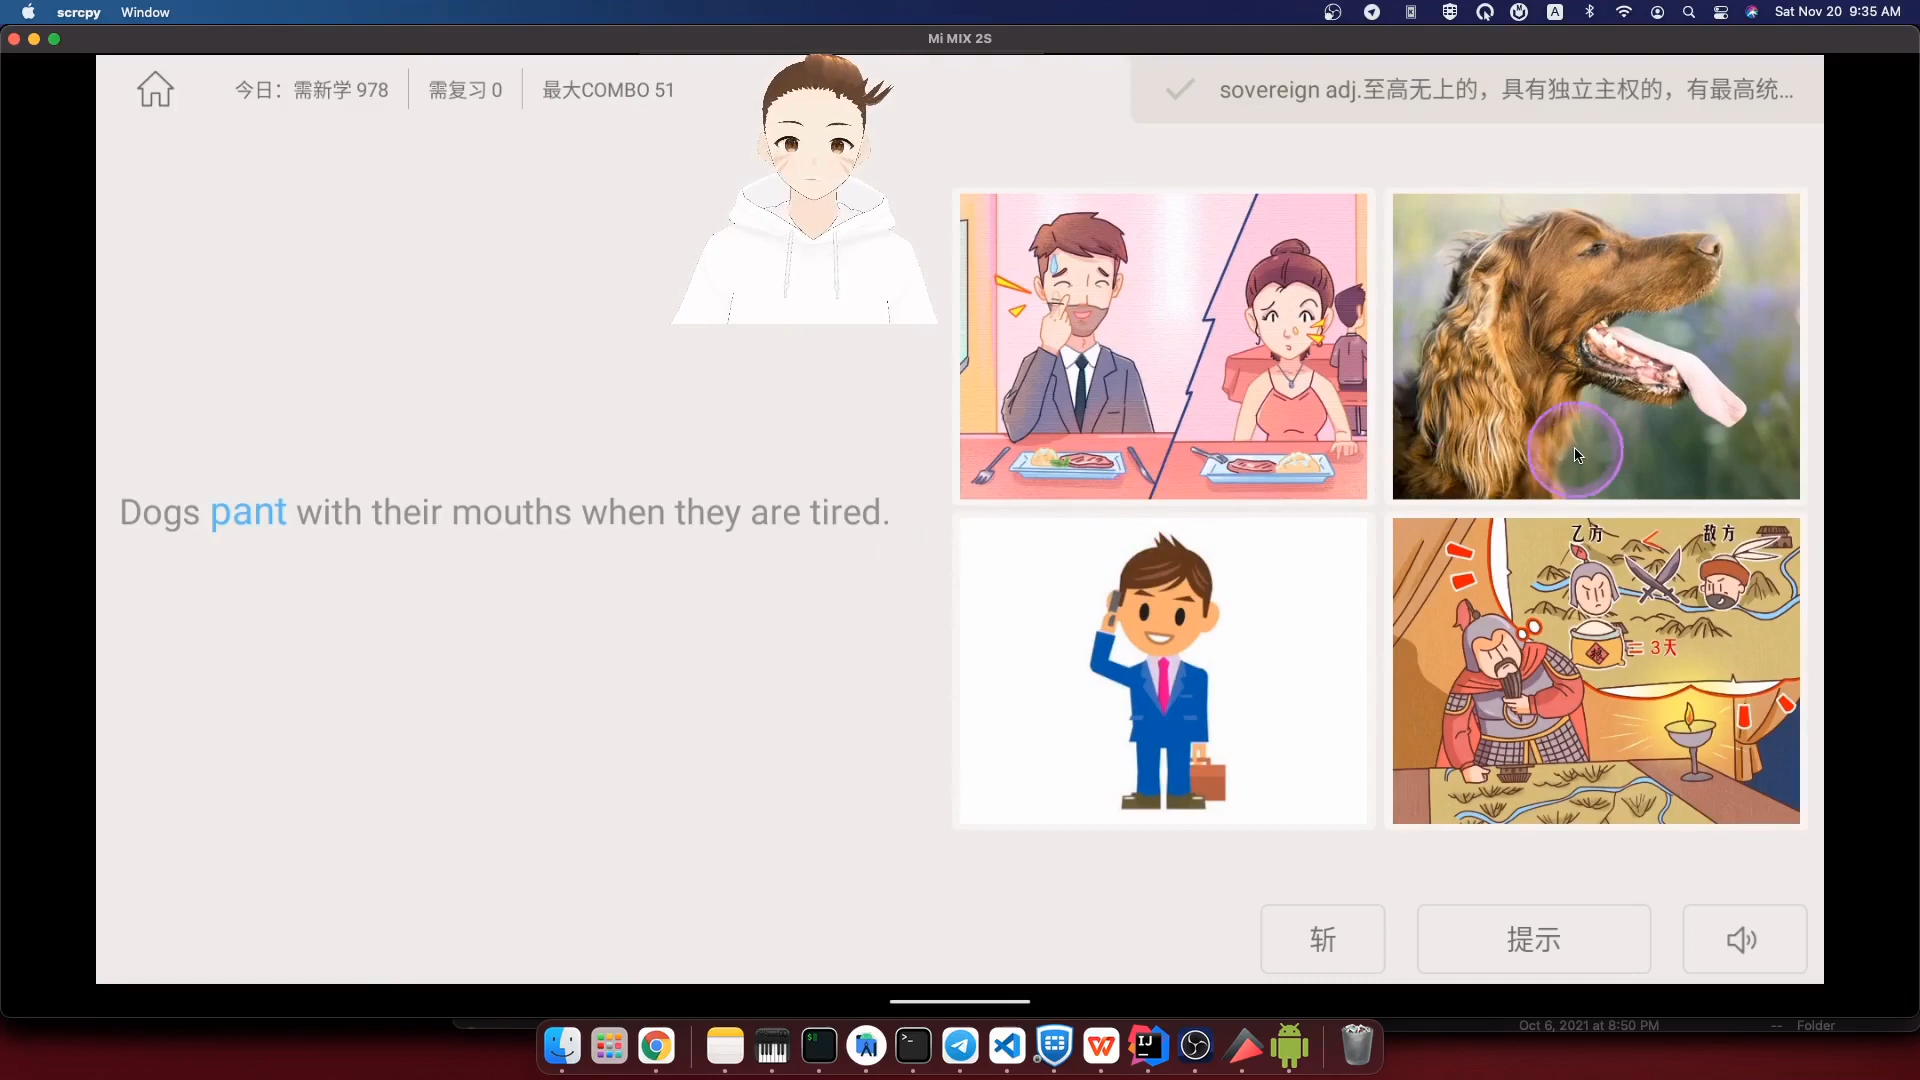 scrcpy Window
A
Sat Nov 20 9:35 AM
Mi MIX 2S
今日：需新学 978
需复习 0
最大COMBO 51
sovereign adj.至高无上的，具有独立主权的，有最高统...
Dogs pant with their mouths when they are tired.
乙方 < 敌方
粮 = 3天
斩
提示
Oct 6, 2021 at 8:50 PM -- Folder
IJ